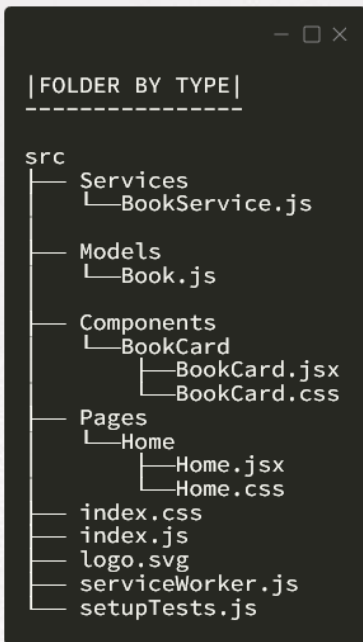 |FOLDER BY TYPE|
----------------
src
├── Services
│   └──BookService.js
├── Models
│   └──Book.js
├── Components
│   └──BookCard
│       ├──BookCard.jsx
│       └──BookCard.css
├── Pages
│   └──Home
│       ├──Home.jsx
│       └──Home.css
├── index.css
├── index.js
├── logo.svg
├── serviceWorker.js
└── setupTests.js